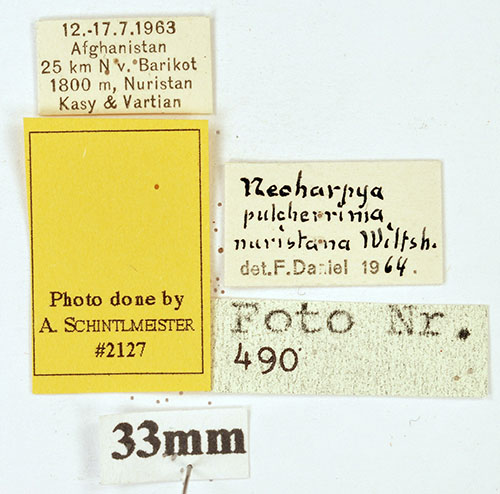 12.-17.7.1963
Afghanistan
25 km N v. Barikot
1800 m, Nuristan
Kasy & Vartian
Neoharpya
pulcherrima
nuristana Wiltsh.
det. F. Daniel 1964.
Photo done by
A. SCHINTLMEISTER
#2127
Foto Nr.
490
33mm